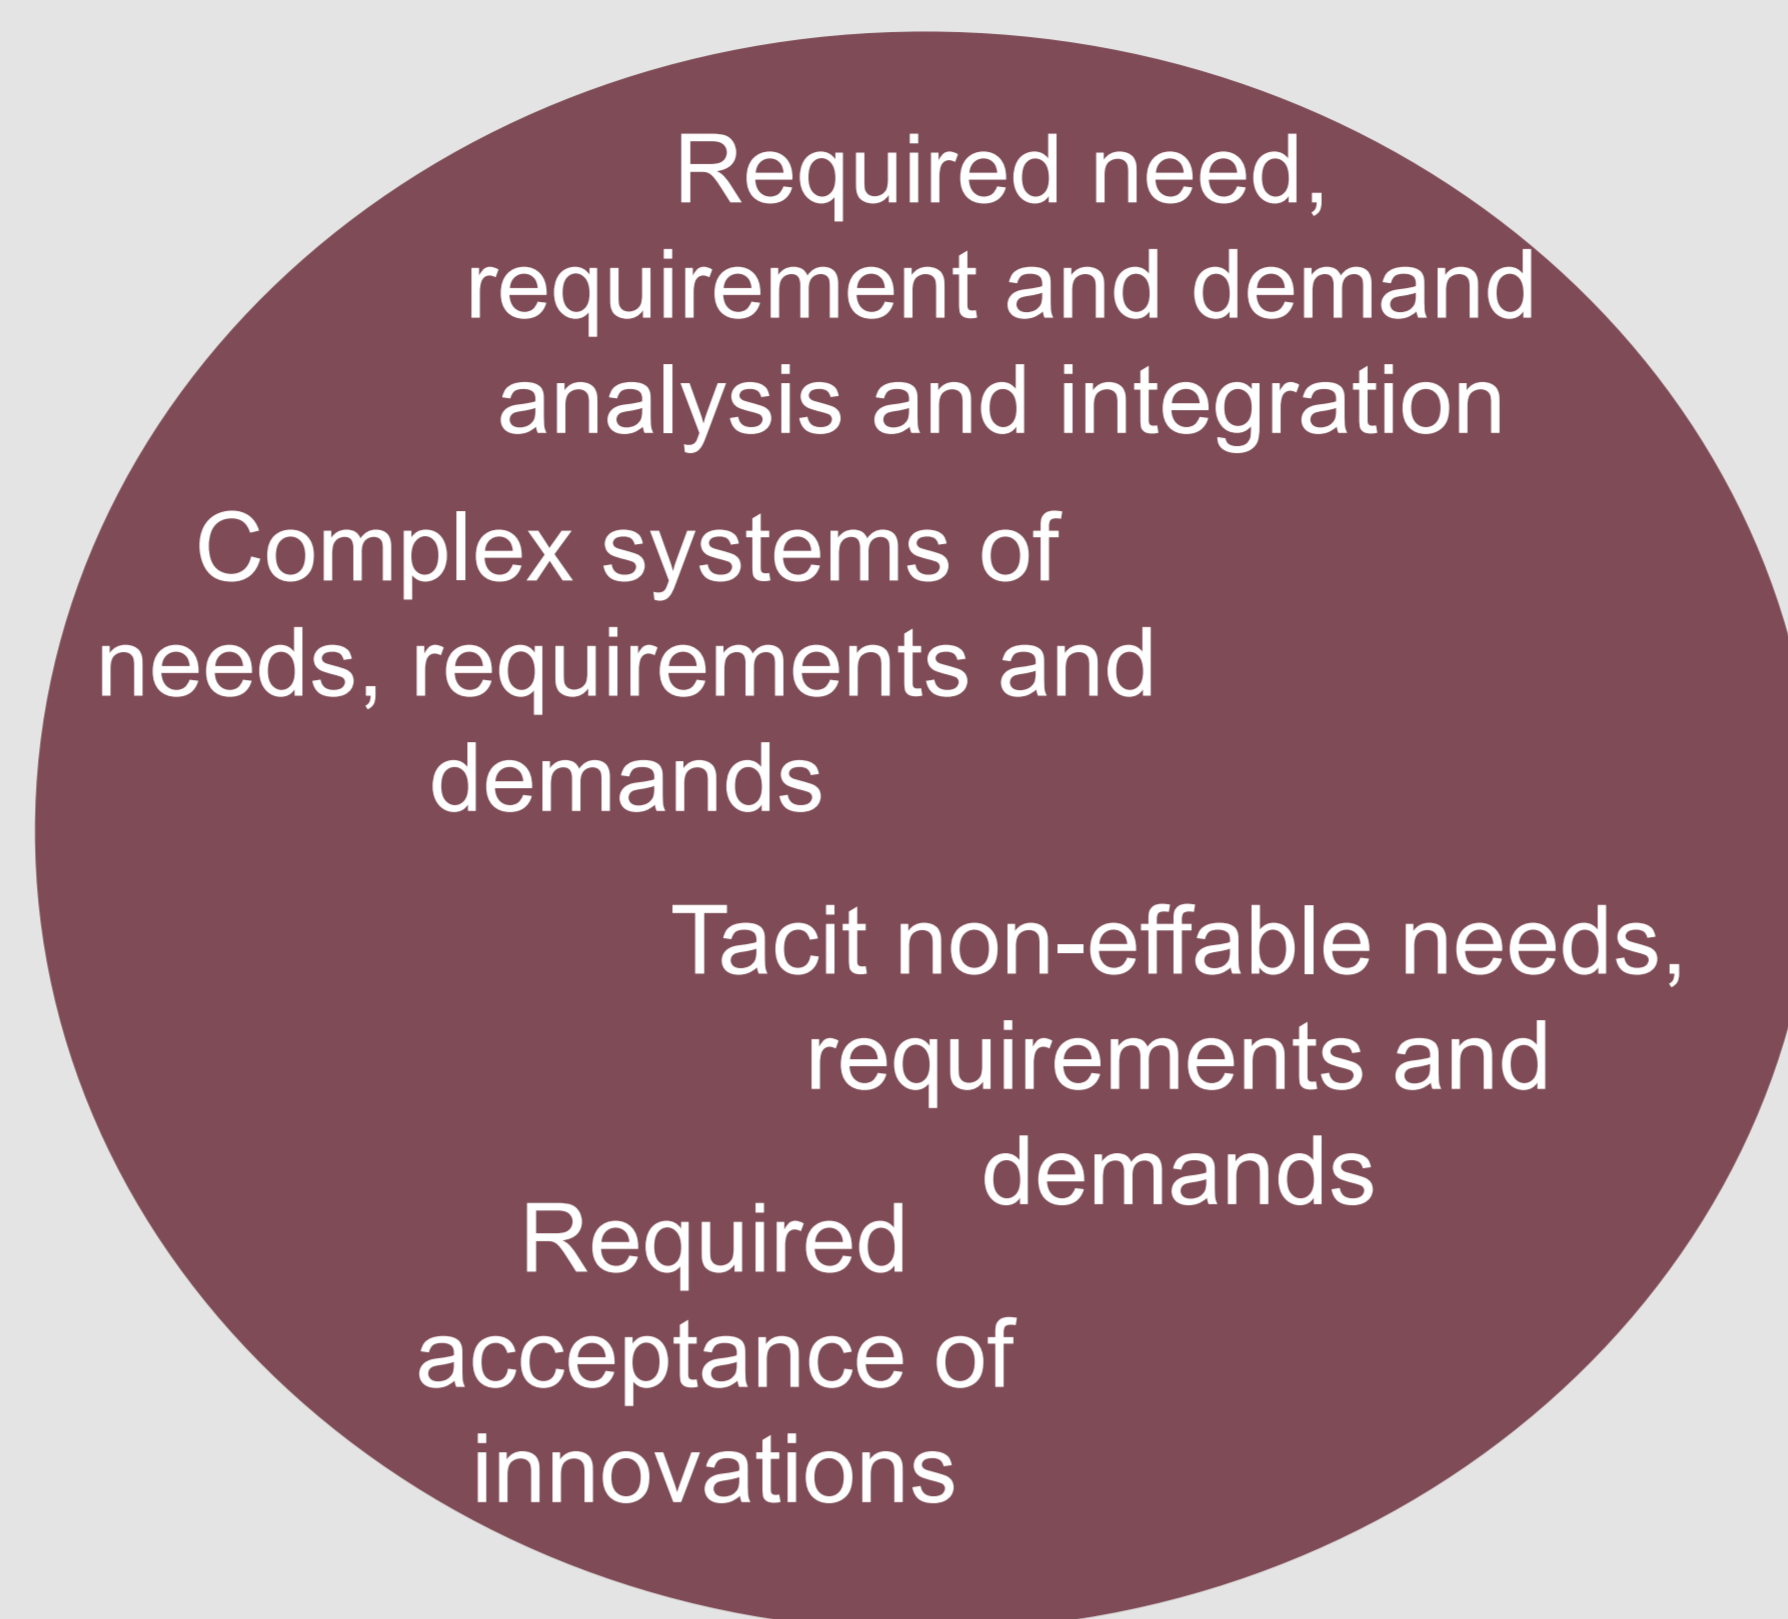 Required need,
requirement and demand
analysis and integration
Complex systems of
needs, requirements and
demands
Tacit non-effable needs,
requirements and
demands
Required
acceptance of
innovations